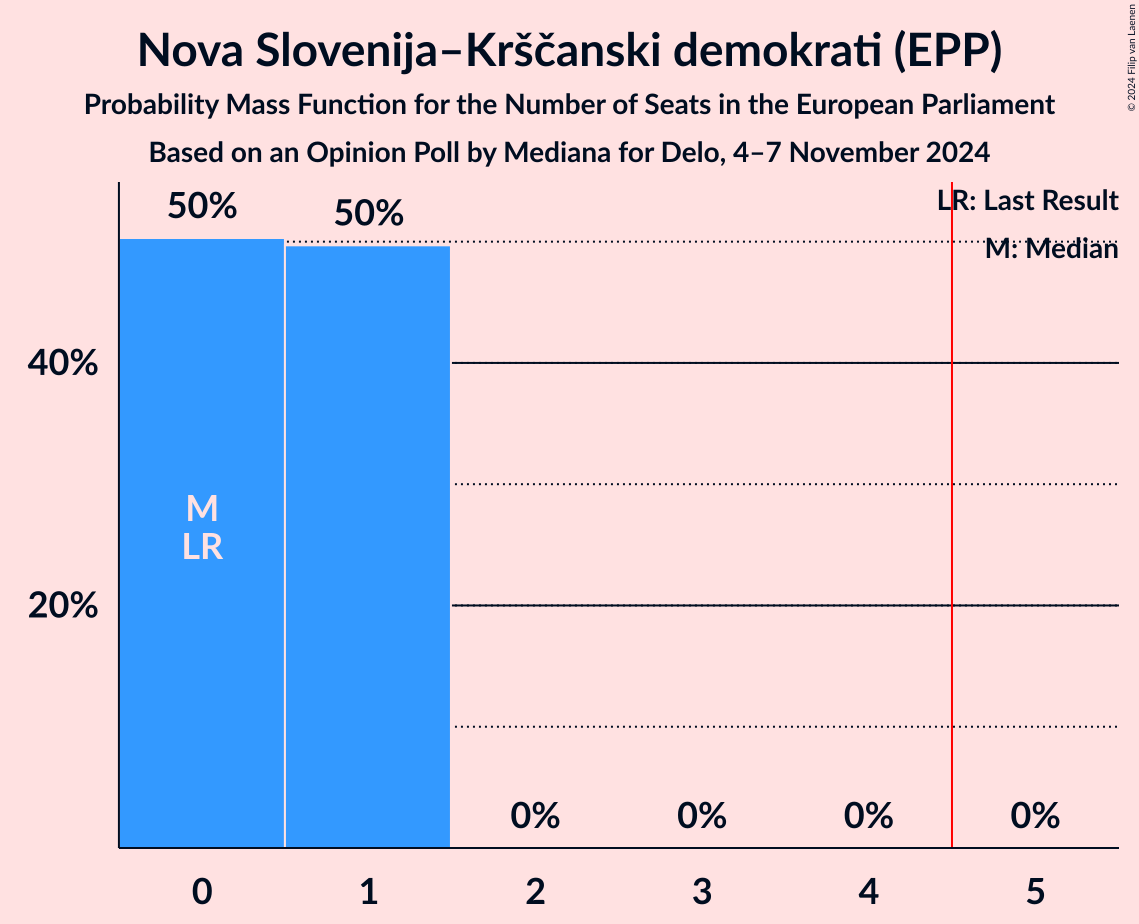 Nova Slovenija–Krščanski demokrati (EPP)
Probability Mass Function for the Number of Seats in the European Parliament
Based on an Opinion Poll by Mediana for Delo, 4–7 November 2024
© 2024 Filip van Laenen
LR: Last Result
M: Median
50%
50%
40%
20%
M
LR
0%
0%
0%
0%
0
1
2
3
4
5